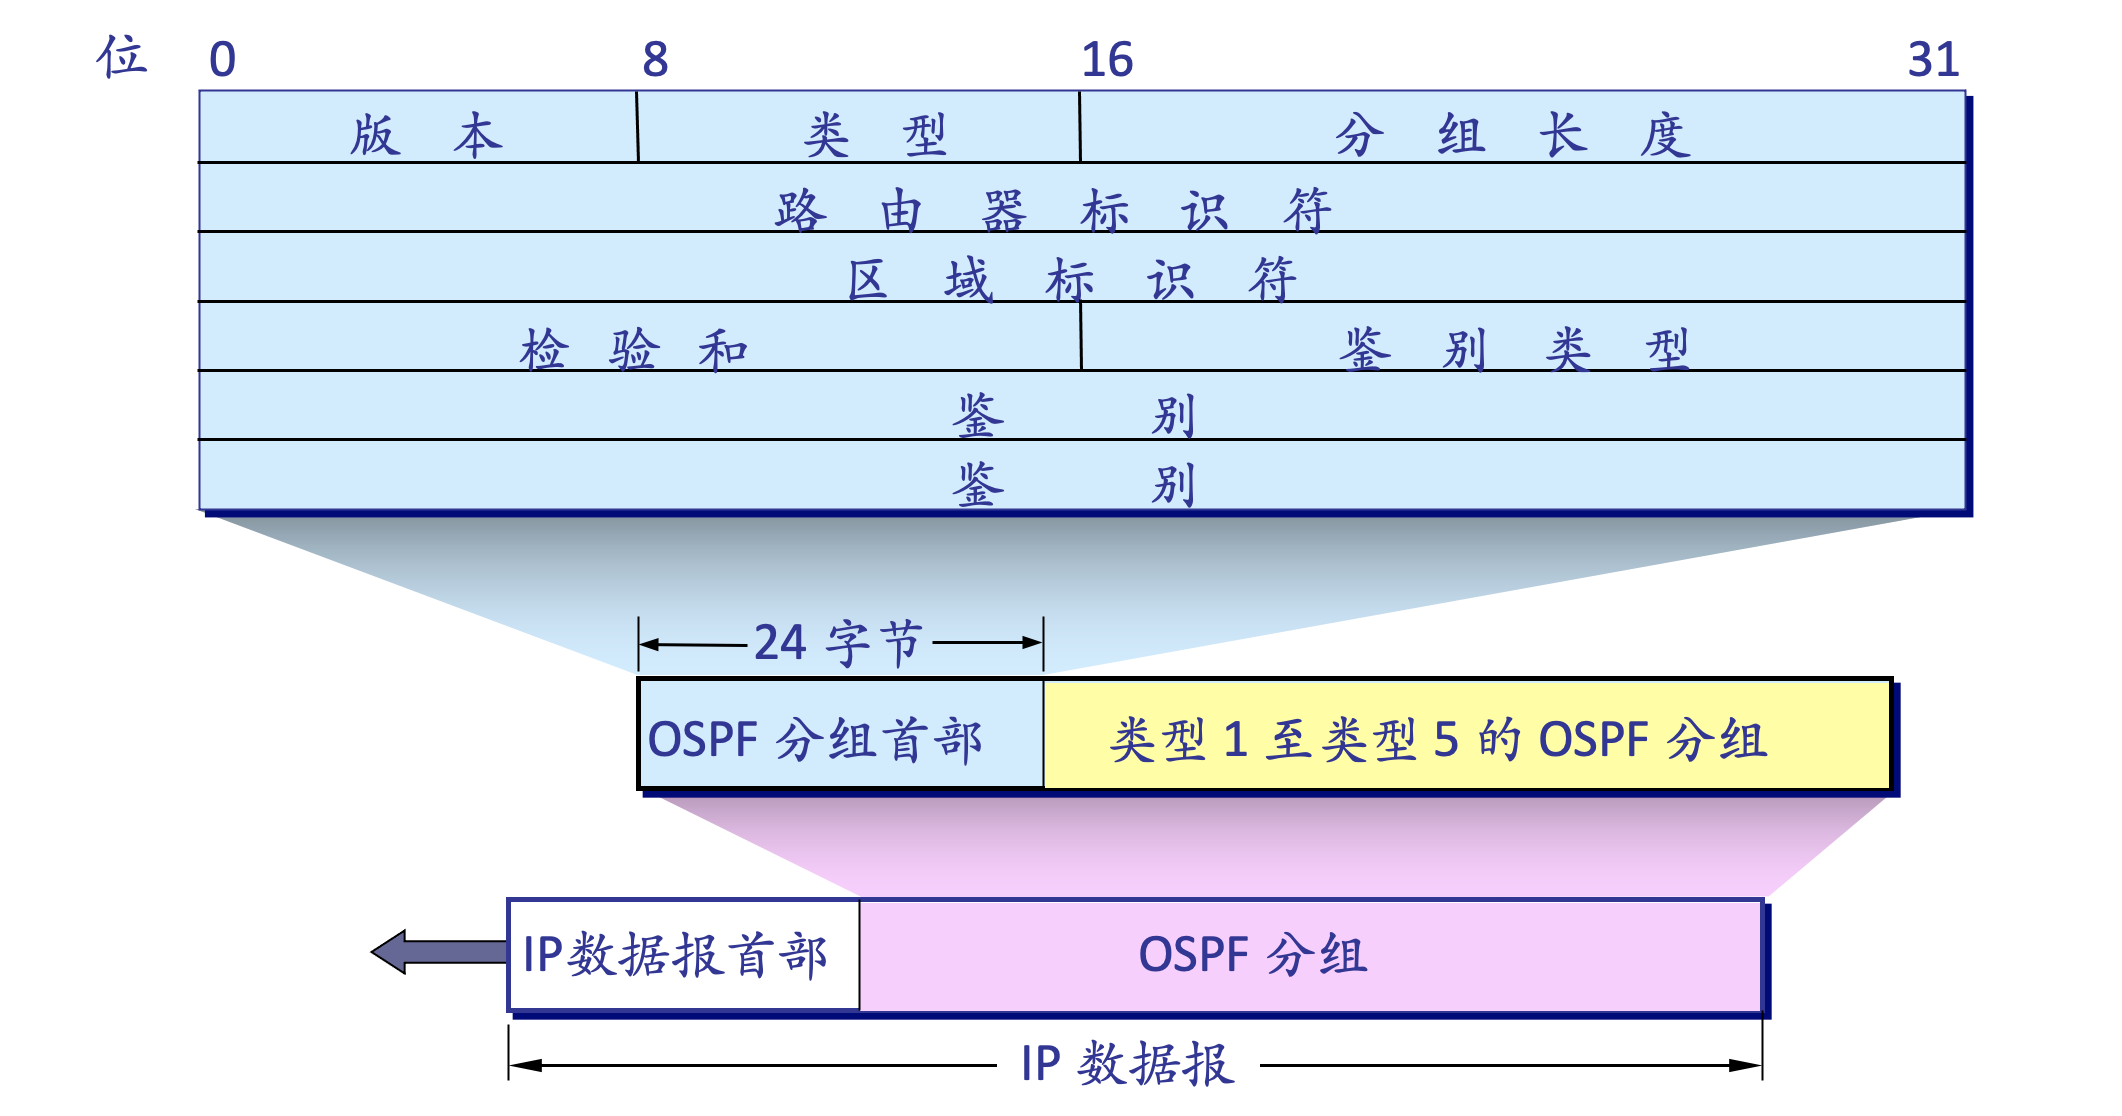 位 0 8 16 31
版 本 类 型 分 组 长 度
路 由 器 标 识 符
区 域 标 识 符
检 验 和 鉴 别 类 型
鉴 别
鉴 别
24 字节
OSPF 分组首部 类型 1 至类型 5 的 OSPF 分组
IP数据报首部 OSPF 分组
IP 数据报